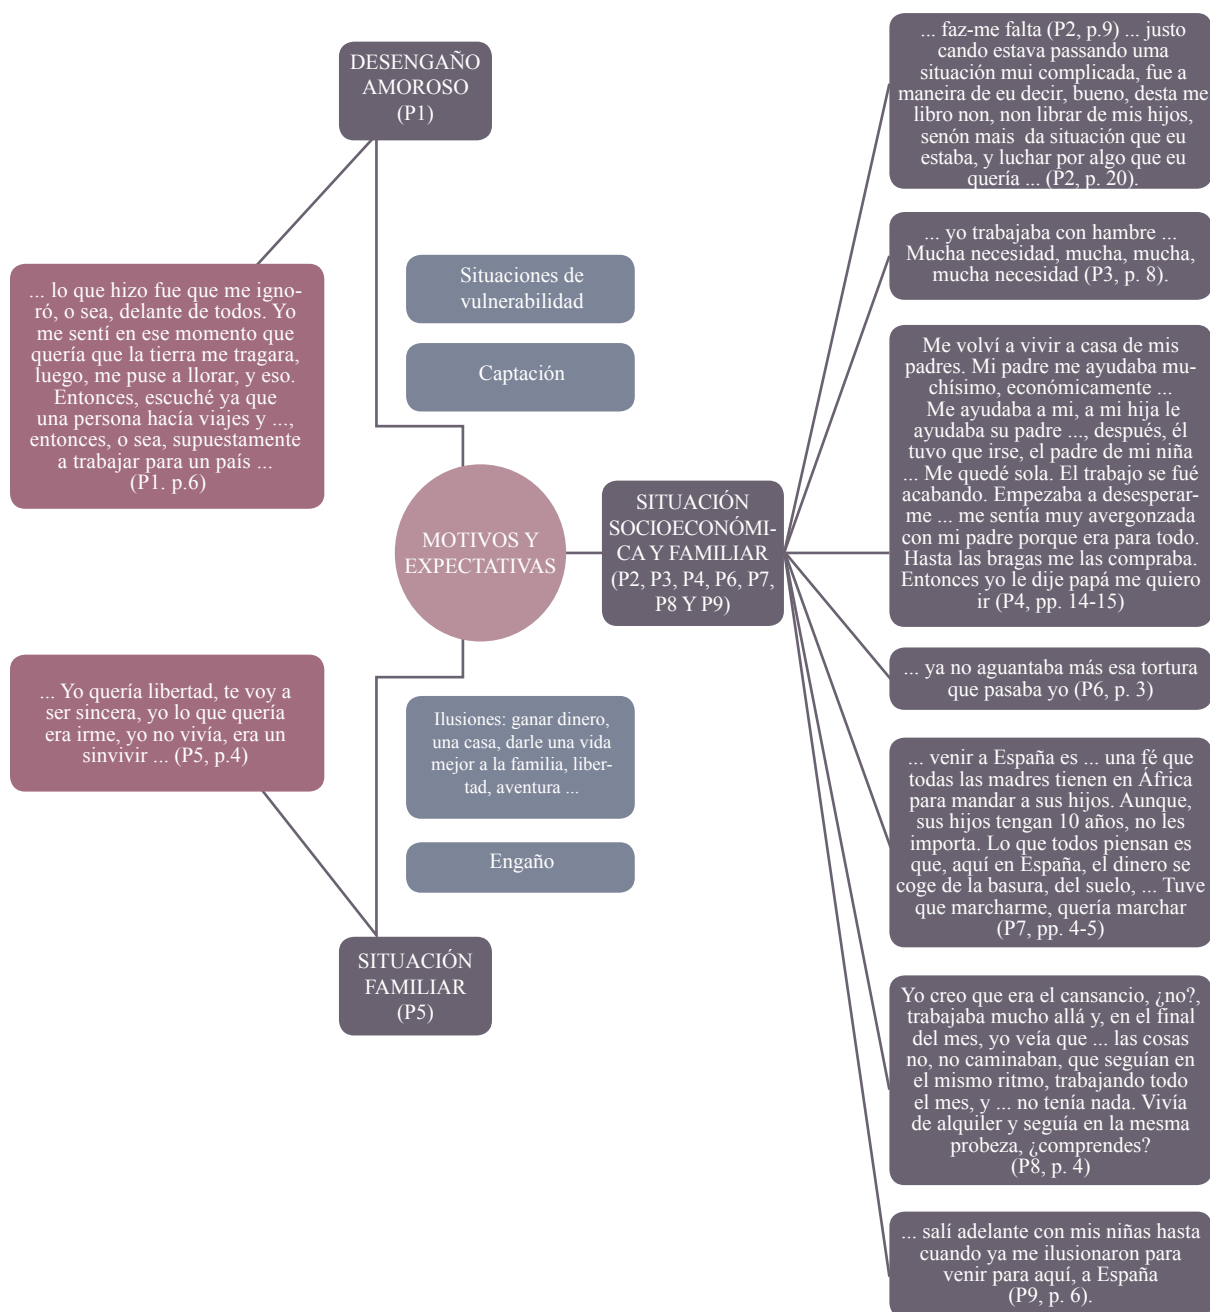 DESENGAÑO
AMOROSO
(P1)
... lo que hizo fue que me igno-
ró, o sea, delante de todos. Yo
me sentí en ese momento que
quería que la tierra me tragara,
luego, me puse a llorar, y eso.
Entonces, escuché ya que
una persona hacía viajes y ...,
entonces, o sea, supuestamente
a trabajar para un país ...
(P1. p.6)
Situaciones de
vulnerabilidad
Captación
MOTIVOS Y
EXPECTATIVAS
... Yo quería libertad, te voy a
ser sincera, yo lo que quería
era irme, yo no vivía, era un
sinvivir ... (P5, p.4)
Ilusiones: ganar dinero,
una casa, darle una vida
mejor a la familia, liber-
tad, aventura ...
Engaño
SITUACIÓN
FAMILIAR
(P5)
SITUACIÓN
SOCIOECONÓMI-
CA Y FAMILIAR
(P2, P3, P4, P6, P7,
P8 Y P9)
... faz-me falta (P2, p.9) ... justo
cando estava passando uma
situación mui complicada, fue a
maneira de eu decir, bueno, desta me
libro non, non librar de mis hijos,
senón mais da situación que eu
estaba, y luchar por algo que eu
quería ... (P2, p. 20).
... yo trabajaba con hambre ...
Mucha necesidad, mucha, mucha,
mucha necesidad (P3, p. 8).
Me volví a vivir a casa de mis
padres. Mi padre me ayudaba mu-
chísimo, económicamente ...
Me ayudaba a mi, a mi hija le
ayudaba su padre ..., después, él
tuvo que irse, el padre de mi niña
... Me quedé sola. El trabajo se fué
acabando. Empezaba a desesperar-
me ... me sentía muy avergonzada
con mi padre porque era para todo.
Hasta las bragas me las compraba.
Entonces yo le dije papá me quiero
ir (P4, pp. 14-15)
... ya no aguantaba más esa tortura
que pasaba yo (P6, p. 3)
... venir a España es ... una fé que
todas las madres tienen en África
para mandar a sus hijos. Aunque,
sus hijos tengan 10 años, no les
importa. Lo que todos piensan es
que, aquí en España, el dinero se
coge de la basura, del suelo, ... Tuve
que marcharme, quería marchar
(P7, pp. 4-5)
Yo creo que era el cansancio, ¿no?,
trabajaba mucho allá y, en el final
del mes, yo veía que ... las cosas
no, no caminaban, que seguían en
el mismo ritmo, trabajando todo
el mes, y ... no tenía nada. Vivía
de alquiler y seguía en la mesma
probeza, ¿comprendes?
(P8, p. 4)
... salí adelante con mis niñas hasta
cuando ya me ilusionaron para
venir para aquí, a España
(P9, p. 6).